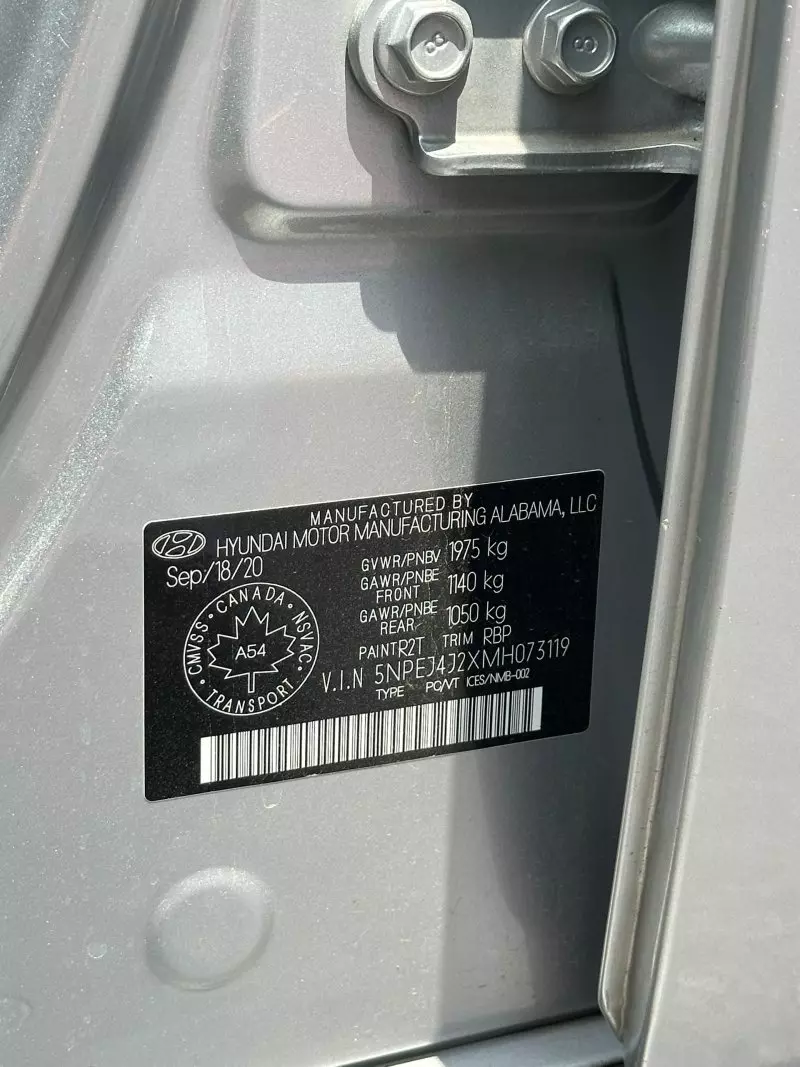 8
8
MANUFACTURED BY
HYUNDAI MOTOR MANUFACTURING ALABAMA, LLC
Sep/18/20
GVWR/PNBV 1975 kg
GAWR/PNBE FRONT 1140 kg
GAWR/PNBE REAR 1050 kg
PAINT R2T TRIM RBP
V.I.N 5NPEJ4J2XMH073119
TYPE PC/VT ICES/NMB-002
CMVSS · CANADA · NSVAC
A54
· TRANSPORT ·